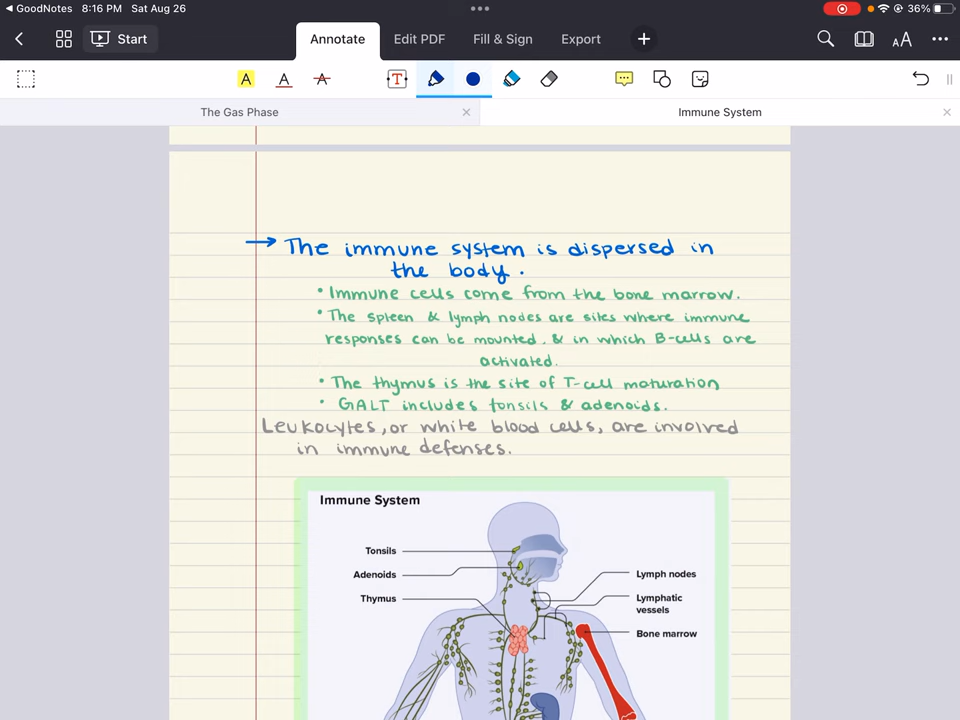 GoodNotes 8:16 PM Sat Aug 26 36%
Start Annotate Edit PDF Fill & Sign Export
A A A T AA
The Gas Phase Immune System
The immune system is dispersed in
the body.
• Immune cells come from the bone marrow.
• The spleen & lymph nodes are sites where immune
responses can be mounted, & in which B-cells are
activated.
• The thymus is the site of T-cell maturation
• GALT includes tonsils & adenoids.
Leukocytes, or white blood cells, are involved
in immune defenses.
Immune System
Tonsils
Adenoids
Thymus
Lymph nodes
Lymphatic
vessels
Bone marrow